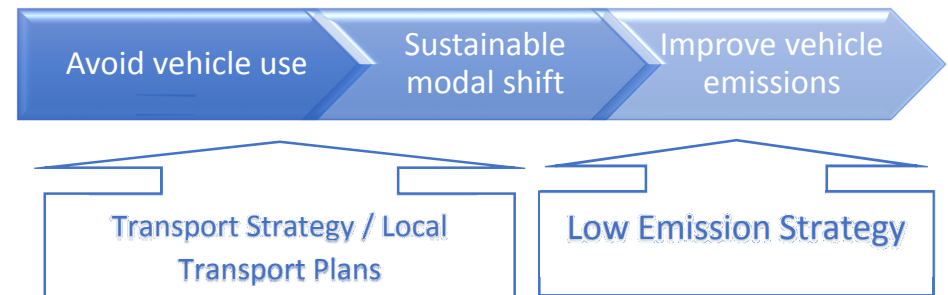 Avoid vehicle use
Sustainable
modal shift
Improve vehicle
emissions
Transport Strategy / Local
Transport Plans
Low Emission Strategy